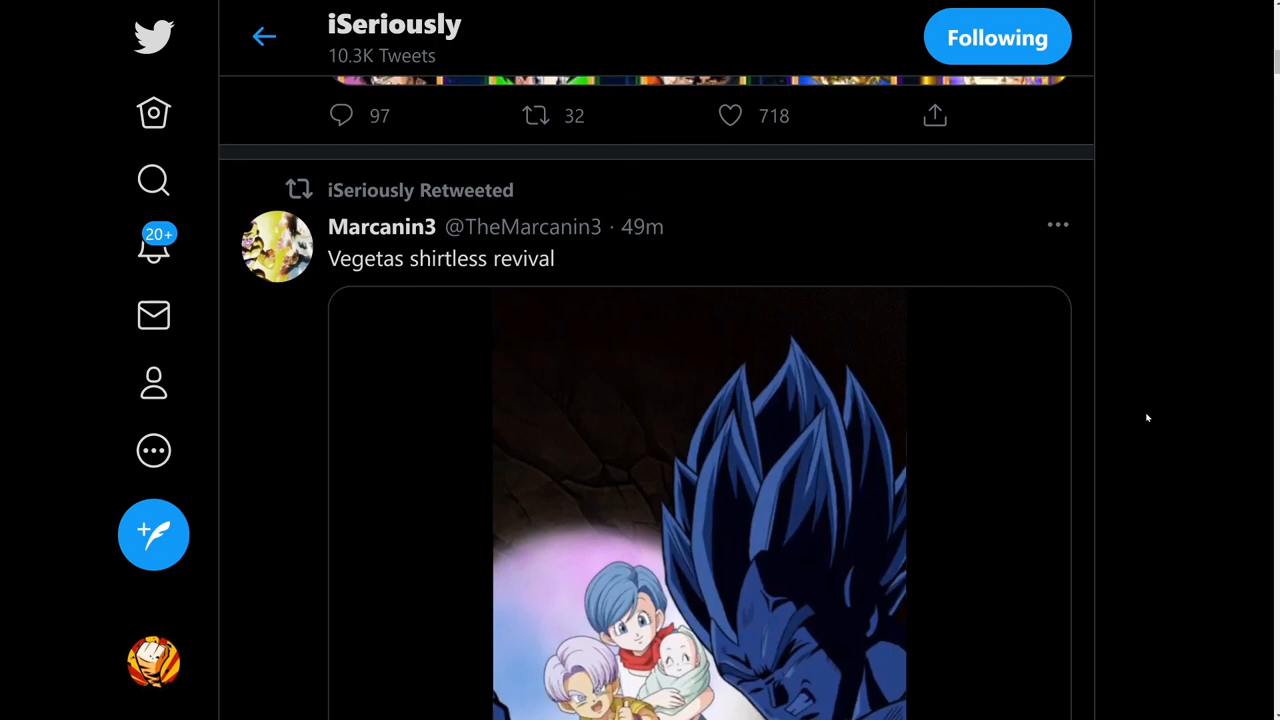 iSeriously
10.3K Tweets
Following
97
32
718
20+
iSeriously Retweeted
Marcanin3 @TheMarcanin3 · 49m
Vegetas shirtless revival